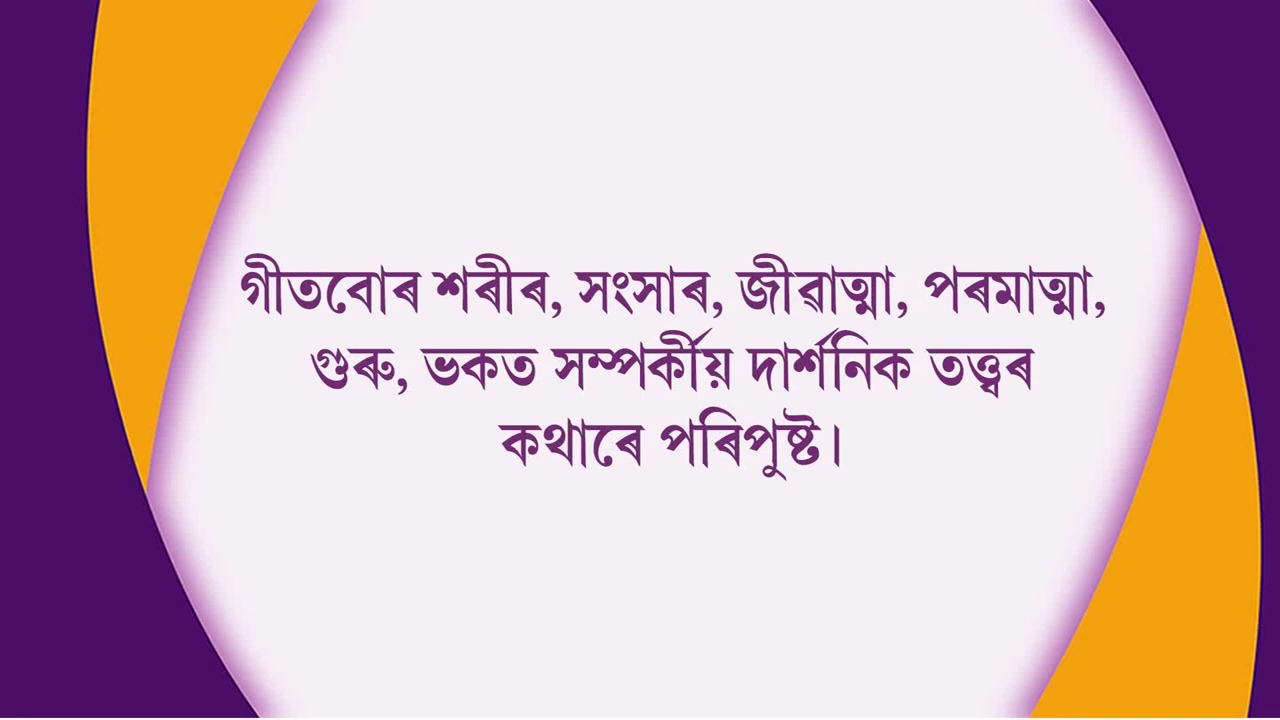 গীতবোৰ শৰীৰ, সংসাৰ, জীৱাত্মা, পৰমাত্মা,
গুৰু, ভকত সম্পৰ্কীয় দাৰ্শনিক তত্ত্বৰ
কথাৰে পৰিপুষ্ট।